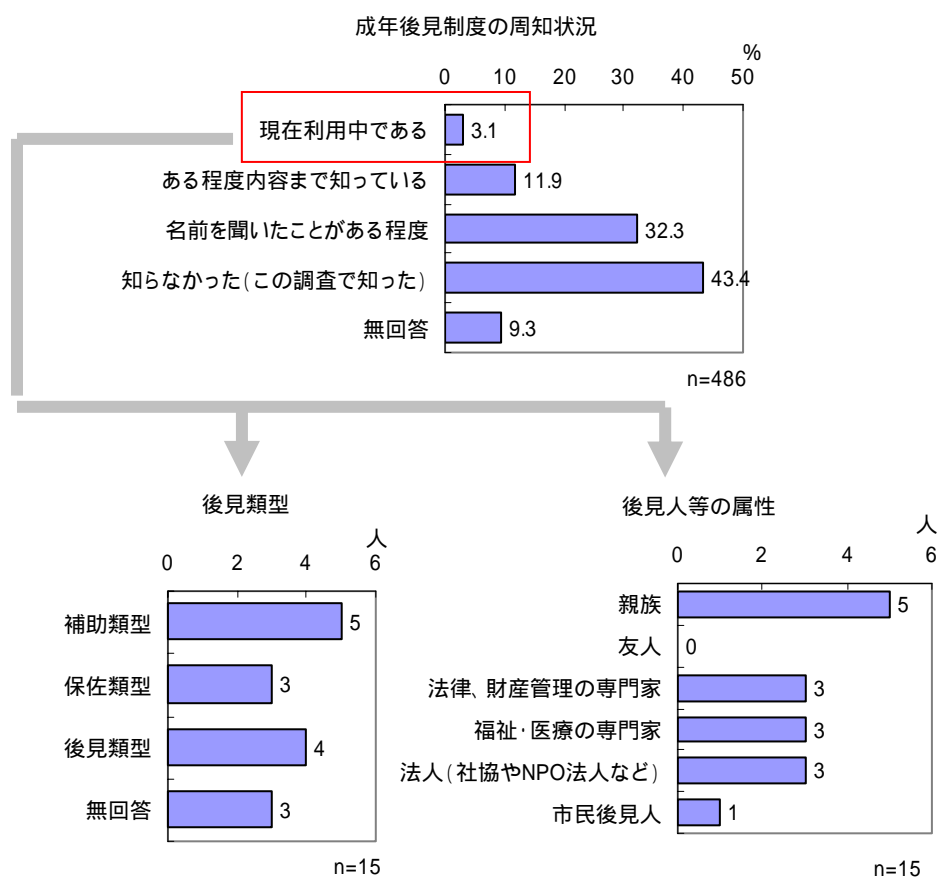 成年後見制度の周知状況
%
0 10 20 30 40 50
現在利用中である 3.1
ある程度内容まで知っている 11.9
名前を聞いたことがある程度 32.3
知らなかった(この調査で知った) 43.4
無回答 9.3
n=486
後見類型
人
0 2 4 6
補助類型 5
保佐類型 3
後見類型 4
無回答 3
n=15
後見人等の属性
人
0 2 4 6
親族 5
友人 0
法律、財産管理の専門家 3
福祉・医療の専門家 3
法人(社協やNPO法人など) 3
市民後見人 1
n=15